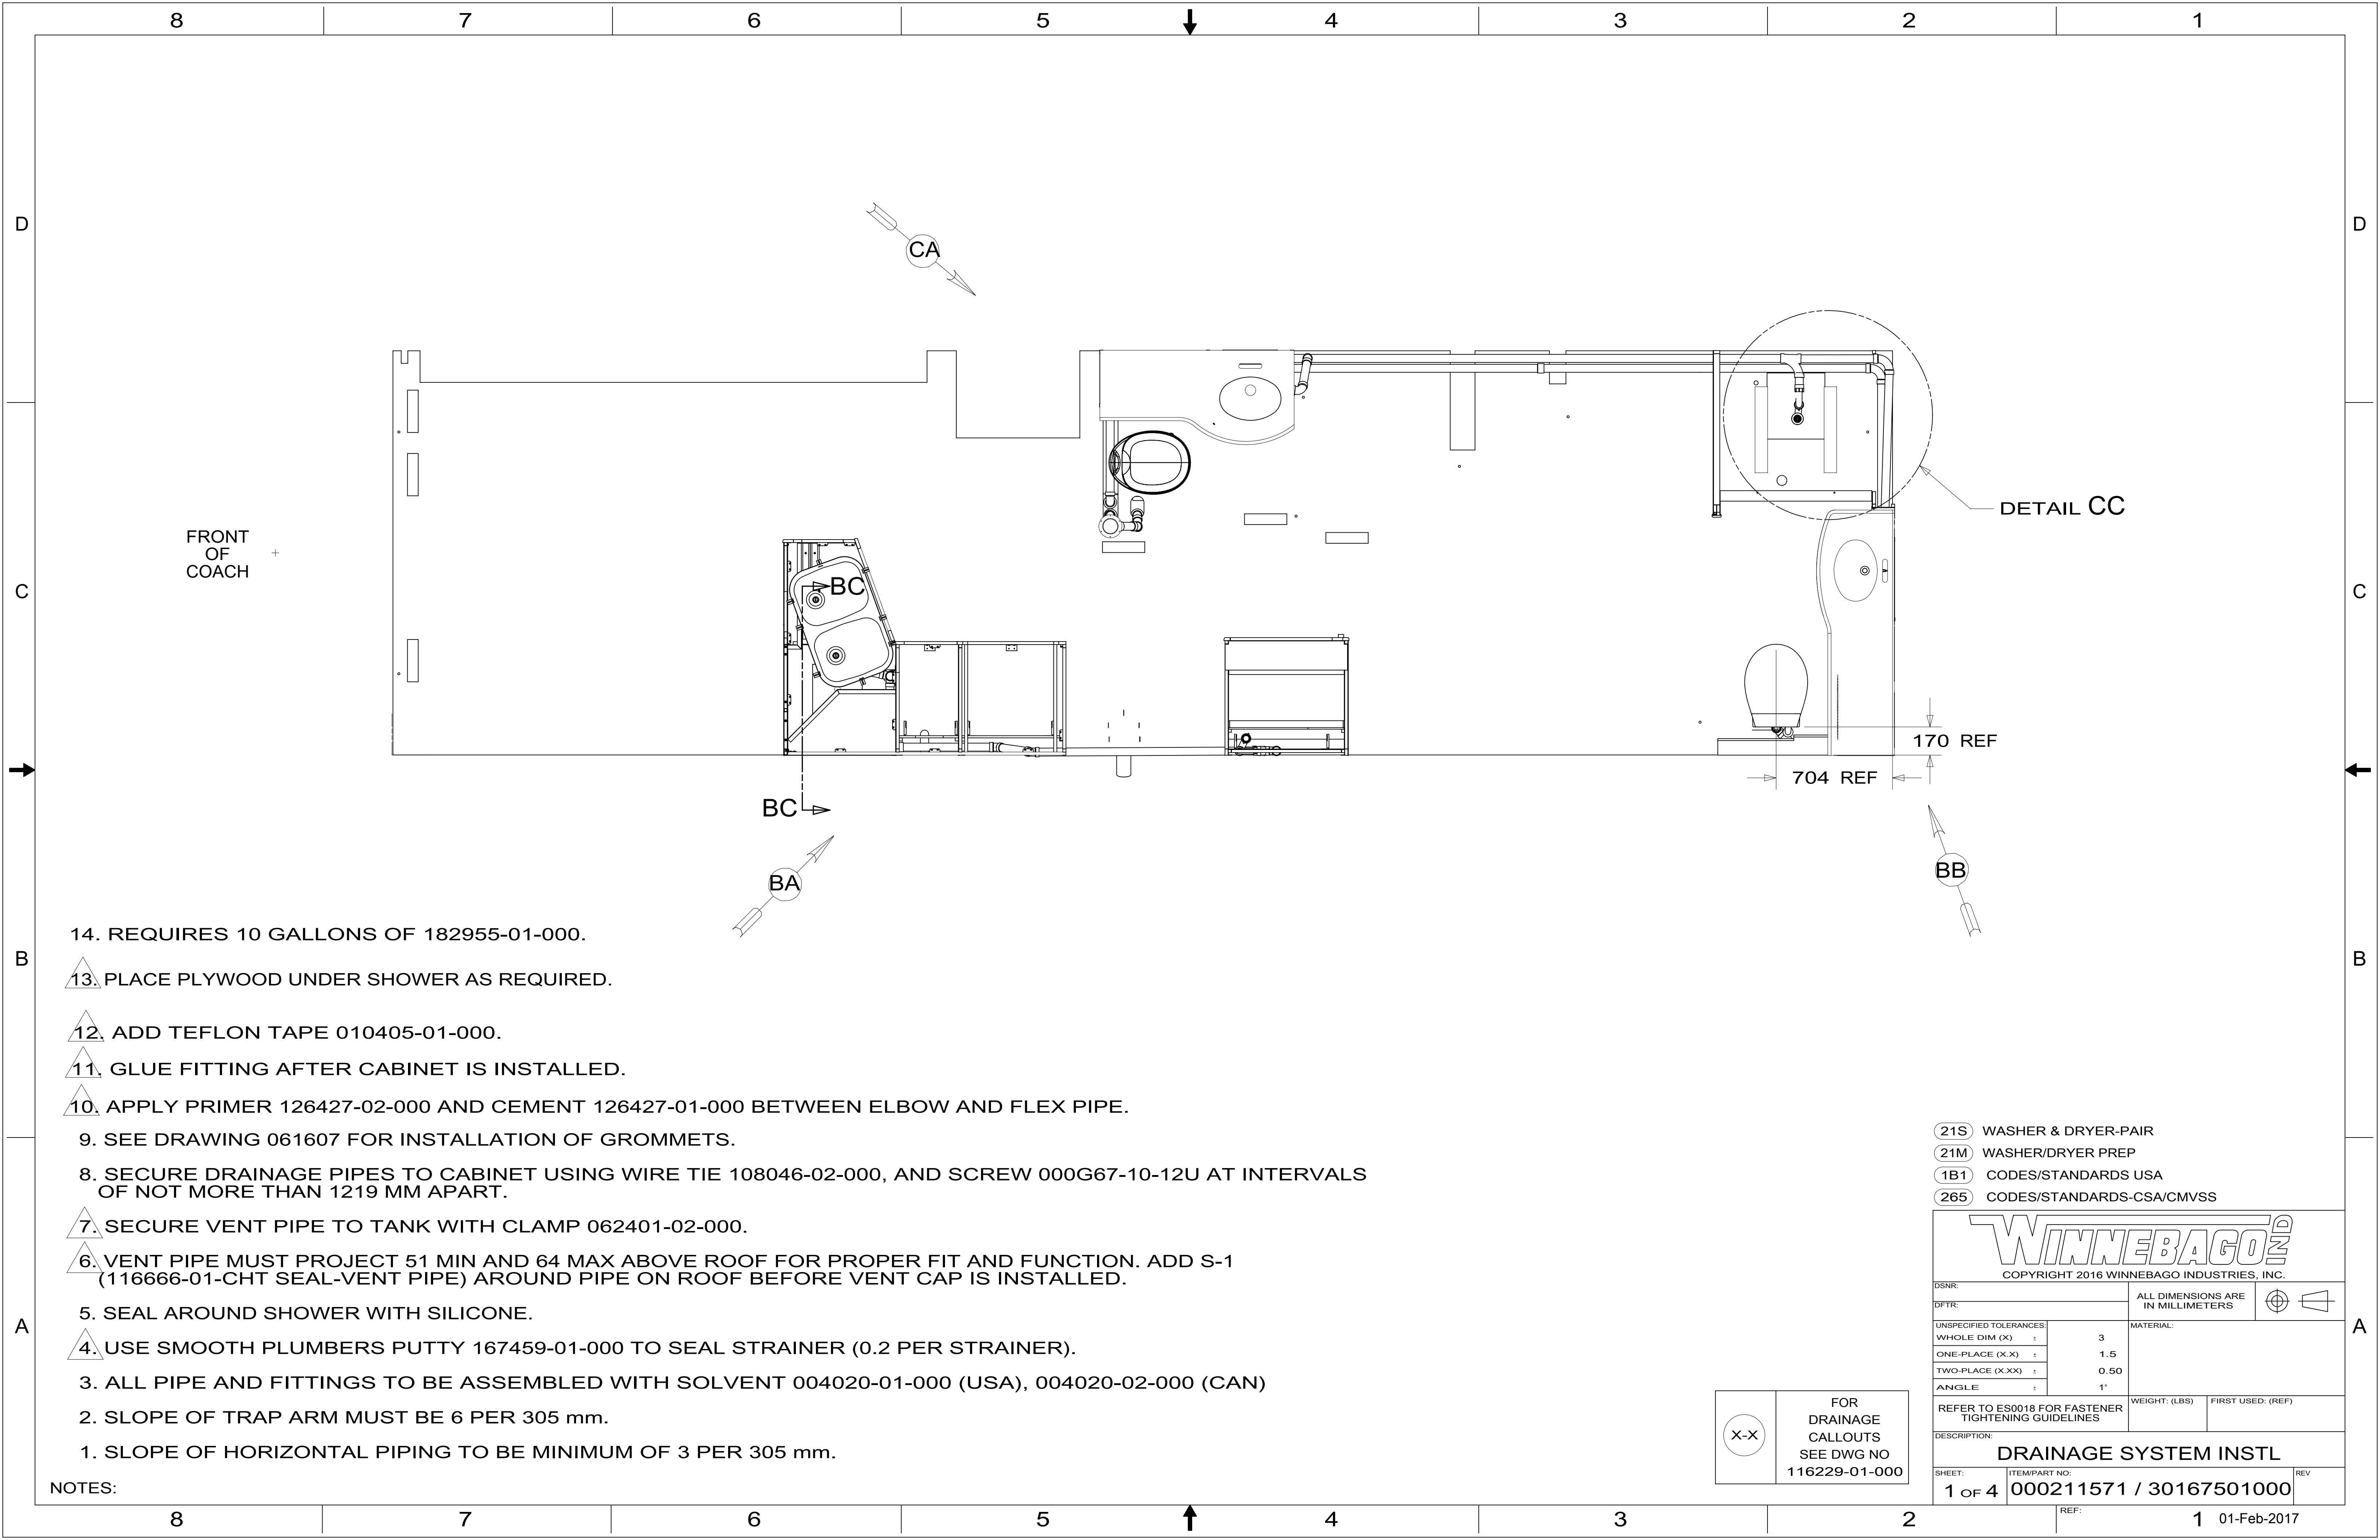 8 7 6 5 4 3 2 1
D D
CA
DETAIL CC
FRONT
OF
COACH
C C
BC
170 REF
704 REF
BC
BA
BB
14. REQUIRES 10 GALLONS OF 182955-01-000.
B B
13. PLACE PLYWOOD UNDER SHOWER AS REQUIRED.
12. ADD TEFLON TAPE 010405-01-000.
11. GLUE FITTING AFTER CABINET IS INSTALLED.
10. APPLY PRIMER 126427-02-000 AND CEMENT 126427-01-000 BETWEEN ELBOW AND FLEX PIPE.
9. SEE DRAWING 061607 FOR INSTALLATION OF GROMMETS.
8. SECURE DRAINAGE PIPES TO CABINET USING WIRE TIE 108046-02-000, AND SCREW 000G67-10-12U AT INTERVALS
OF NOT MORE THAN 1219 MM APART.
7. SECURE VENT PIPE TO TANK WITH CLAMP 062401-02-000.
6. VENT PIPE MUST PROJECT 51 MIN AND 64 MAX ABOVE ROOF FOR PROPER FIT AND FUNCTION. ADD S-1
(116666-01-CHT SEAL-VENT PIPE) AROUND PIPE ON ROOF BEFORE VENT CAP IS INSTALLED.
5. SEAL AROUND SHOWER WITH SILICONE.
A A
4. USE SMOOTH PLUMBERS PUTTY 167459-01-000 TO SEAL STRAINER (0.2 PER STRAINER).
3. ALL PIPE AND FITTINGS TO BE ASSEMBLED WITH SOLVENT 004020-01-000 (USA), 004020-02-000 (CAN)
2. SLOPE OF TRAP ARM MUST BE 6 PER 305 mm.
1. SLOPE OF HORIZONTAL PIPING TO BE MINIMUM OF 3 PER 305 mm.
NOTES:
X-X
FOR
DRAINAGE
CALLOUTS
SEE DWG NO
116229-01-000
21S WASHER & DRYER-PAIR
21M WASHER/DRYER PREP
1B1 CODES/STANDARDS USA
265 CODES/STANDARDS-CSA/CMVSS
WINNEBAGO IND
COPYRIGHT 2016 WINNEBAGO INDUSTRIES, INC.
DSNR:
DFTR:
ALL DIMENSIONS ARE
IN MILLIMETERS
UNSPECIFIED TOLERANCES:
WHOLE DIM (X) ± 3
ONE-PLACE (X.X) ± 1.5
TWO-PLACE (X.XX) ± 0.50
ANGLE ± 1°
MATERIAL:
REFER TO ES0018 FOR FASTENER
TIGHTENING GUIDELINES
WEIGHT: (LBS)
FIRST USED: (REF)
DESCRIPTION:
DRAINAGE SYSTEM INSTL
SHEET:
1 OF 4
ITEM/PART NO:
000211571 / 30167501000
REV
8 7 6 5 4 3 2 1
REF:
01-Feb-2017